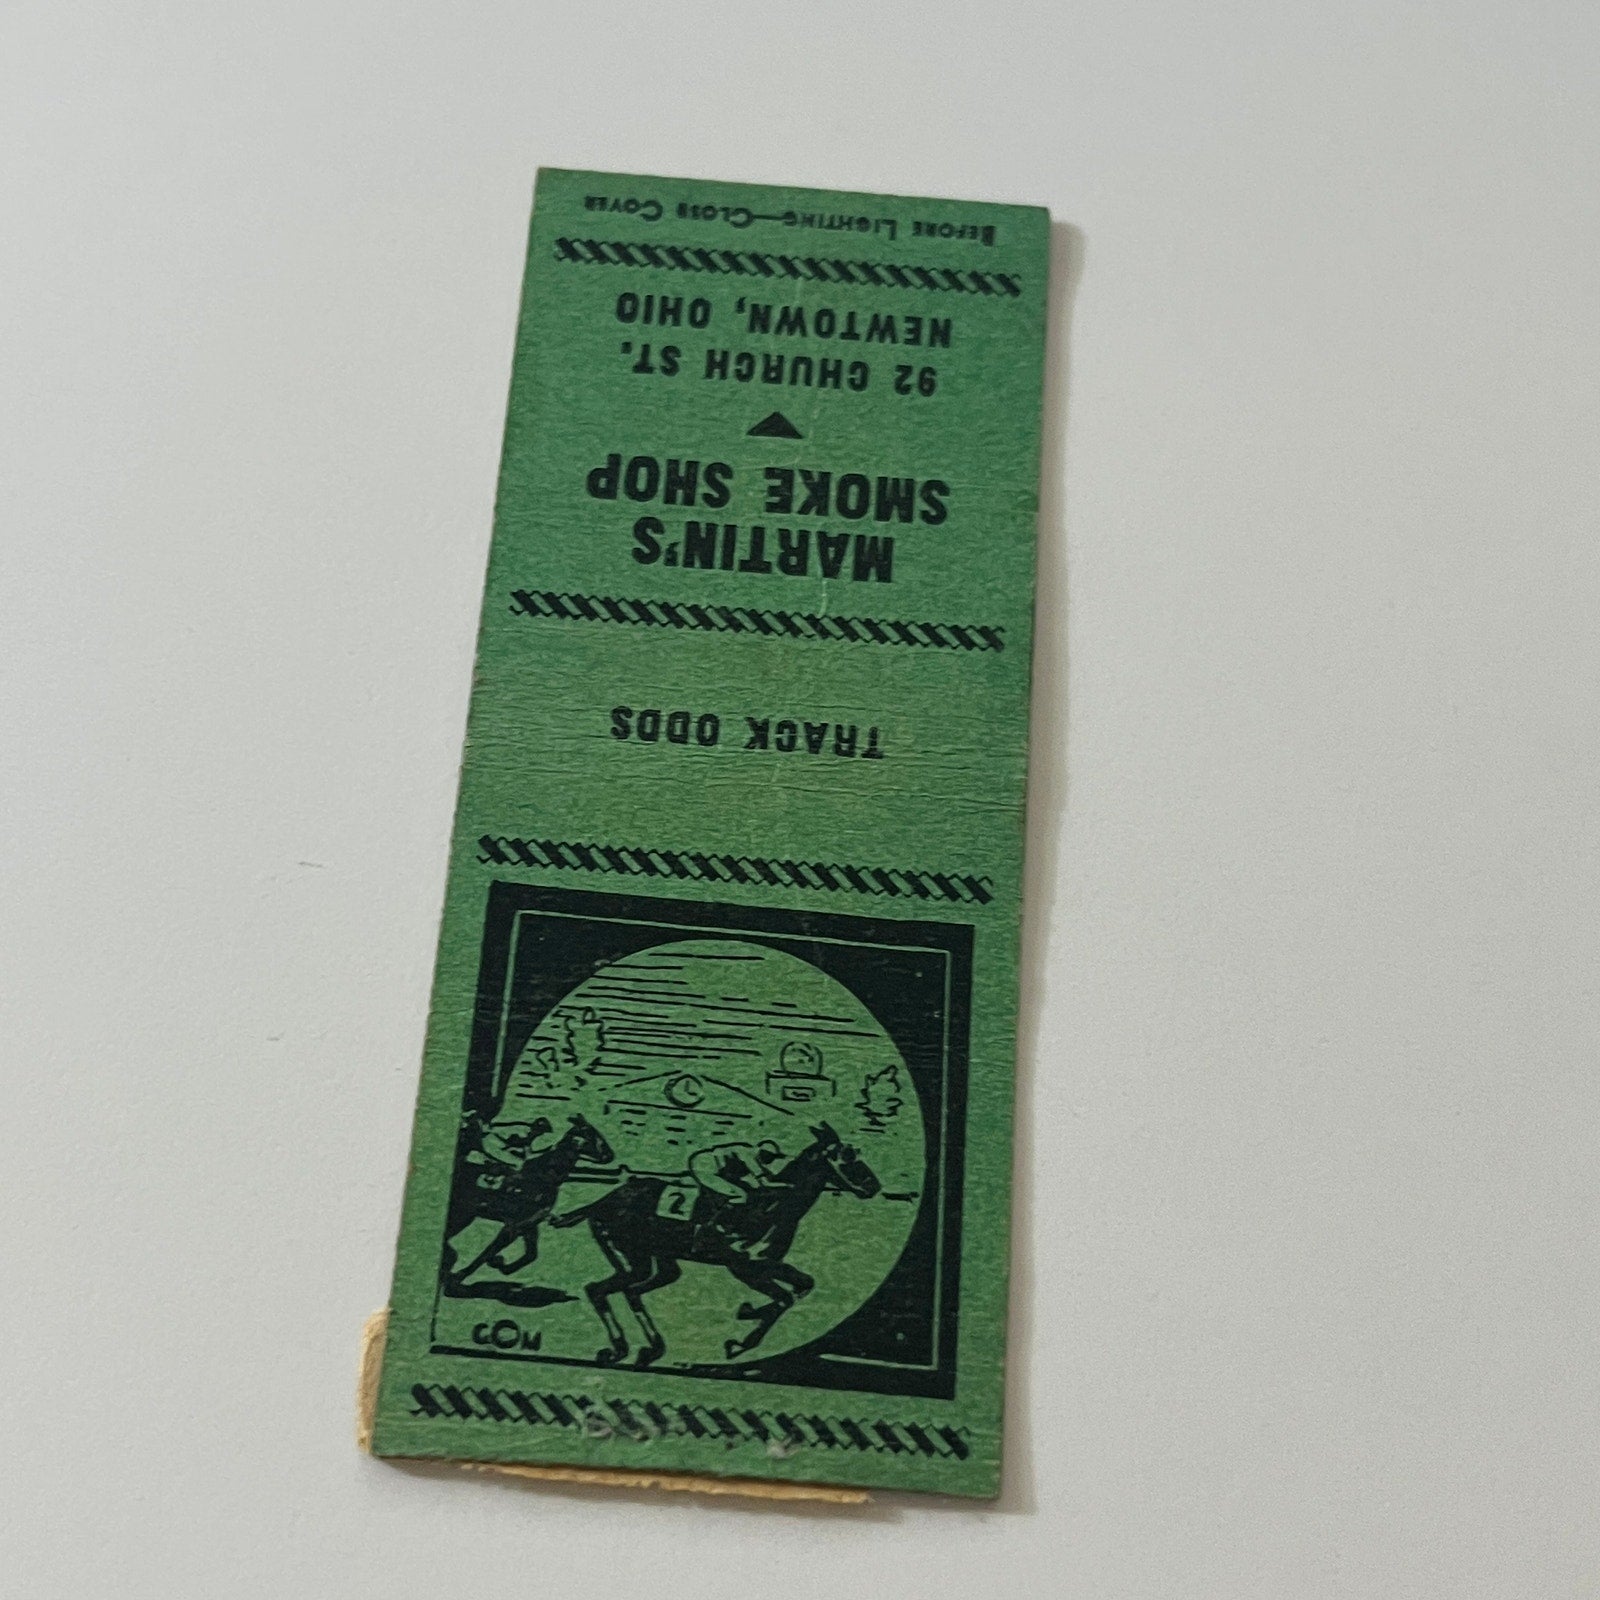 MARTIN'S
SMOKE SHOP
92 CHURCH ST.
NEWTOWN, OHIO
BEFORE LIGHTING—CLOSE COVER
TRACK ODDS
2
COM